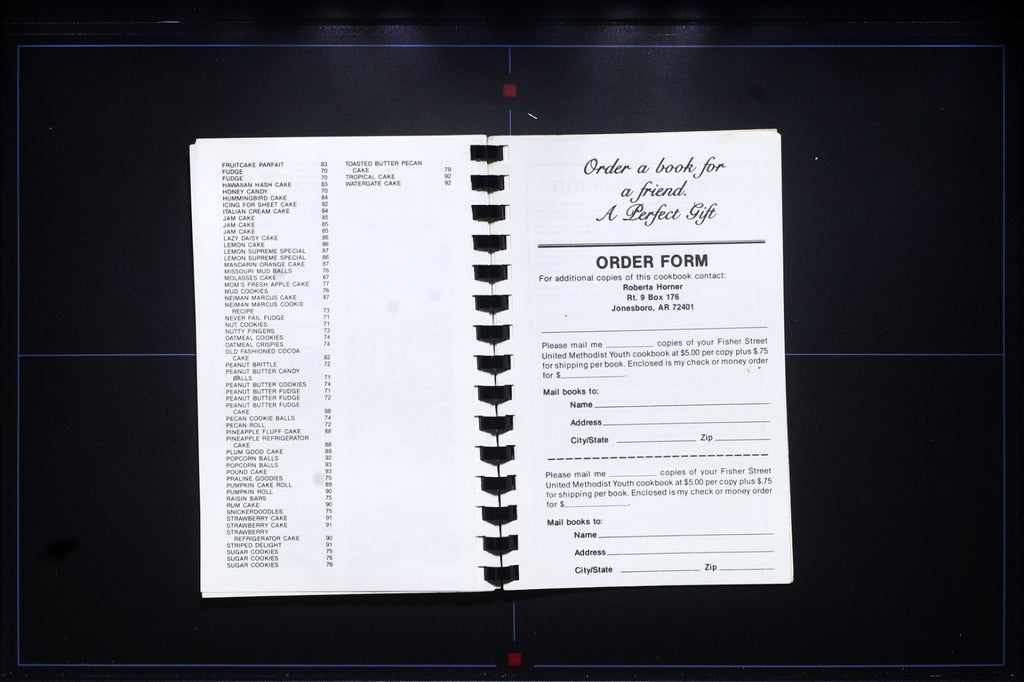 FRUITCAKE PARFAIT 83
FUDGE 70
FUDGE 70
HAWAIIAN HASH CAKE 83
HONEY CANDY 70
HUMMINGBIRD CAKE 84
ICING FOR SHEET CAKE 92
ITALIAN CREAM CAKE 84
JAM CAKE 85
JAM CAKE 85
JAM CAKE 85
LAZY DAISY CAKE 86
LEMON CAKE 86
LEMON SUPREME SPECIAL 87
LEMON SUPREME SPECIAL 86
MANDARIN ORANGE CAKE 87
MISSOURI MUD BALLS 76
MOLASSES CAKE 87
MOM'S FRESH APPLE CAKE 77
MUD COOKIES 76
NEIMAN MARCUS CAKE 87
NEIMAN MARCUS COOKIE
RECIPE 73
NEVER FAIL FUDGE 71
NUT COOKIES 71
NUTTY FINGERS 73
OATMEAL COOKIES 74
OATMEAL CRISPIES 74
OLD FASHIONED COCOA
CAKE 82
PEANUT BRITTLE 72
PEANUT BUTTER CANDY
BALLS 71
PEANUT BUTTER COOKIES 74
PEANUT BUTTER FUDGE 71
PEANUT BUTTER FUDGE 72
PEANUT BUTTER FUDGE
CAKE 88
PECAN COOKIE BALLS 74
PECAN ROLL 72
PINEAPPLE FLUFF CAKE 88
PINEAPPLE REFRIGERATOR
CAKE 88
PLUM GOOD CAKE 89
POPCORN BALLS 92
POPCORN BALLS 93
POUND CAKE 93
PRALINE GOODIES 75
PUMPKIN CAKE ROLL 89
PUMPKIN ROLL 90
RAISIN BARS 75
RUM CAKE 90
SNICKERDOODLES 75
STRAWBERRY CAKE 91
STRAWBERRY CAKE 91
STRAWBERRY
REFRIGERATOR CAKE 90
STRIPED DELIGHT 91
SUGAR COOKIES 75
SUGAR COOKIES 76
SUGAR COOKIES 76
TOASTED BUTTER PECAN
CAKE 79
TROPICAL CAKE 92
WATERGATE CAKE 92
Order a book for
a friend.
A Perfect Gift
ORDER FORM
For additional copies of this cookbook contact:
Roberta Horner
Rt. 9 Box 176
Jonesboro, AR 72401
Please mail me ________ copies of your Fisher Street
United Methodist Youth cookbook at $5.00 per copy plus $.75
for shipping per book. Enclosed is my check or money order
for $________.
Mail books to:
Name________
Address________
City/State ________ Zip ________
Please mail me ________ copies of your Fisher Street
United Methodist Youth cookbook at $5.00 per copy plus $.75
for shipping per book. Enclosed is my check or money order
for $________.
Mail books to:
Name________
Address________
City/State ________ Zip ________